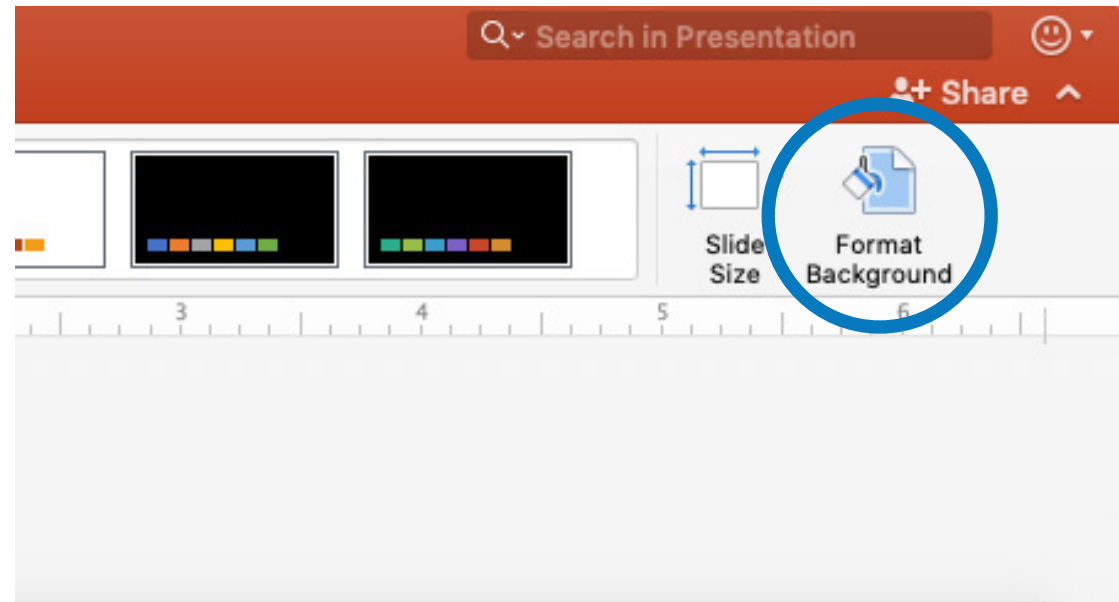 Search in Presentation
Share
Slide
Size
Format
Background
3
4
5
6